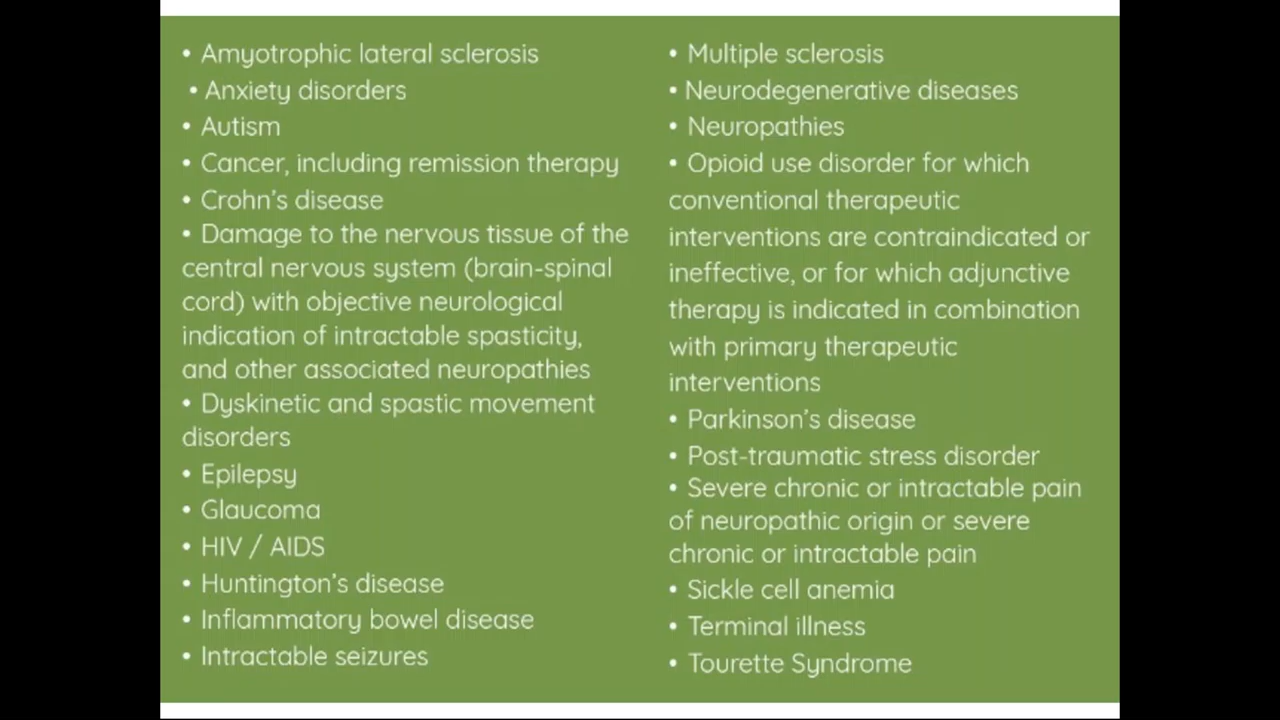 • Amyotrophic lateral sclerosis
• Anxiety disorders
• Autism
• Cancer, including remission therapy
• Crohn's disease
• Damage to the nervous tissue of the
central nervous system (brain-spinal
cord) with objective neurological
indication of intractable spasticity,
and other associated neuropathies
• Dyskinetic and spastic movement
disorders
• Epilepsy
• Glaucoma
• HIV / AIDS
• Huntington's disease
• Inflammatory bowel disease
• Intractable seizures
• Multiple sclerosis
• Neurodegenerative diseases
• Neuropathies
• Opioid use disorder for which
conventional therapeutic
interventions are contraindicated or
ineffective, or for which adjunctive
therapy is indicated in combination
with primary therapeutic
interventions
• Parkinson's disease
• Post-traumatic stress disorder
• Severe chronic or intractable pain
of neuropathic origin or severe
chronic or intractable pain
• Sickle cell anemia
• Terminal illness
• Tourette Syndrome